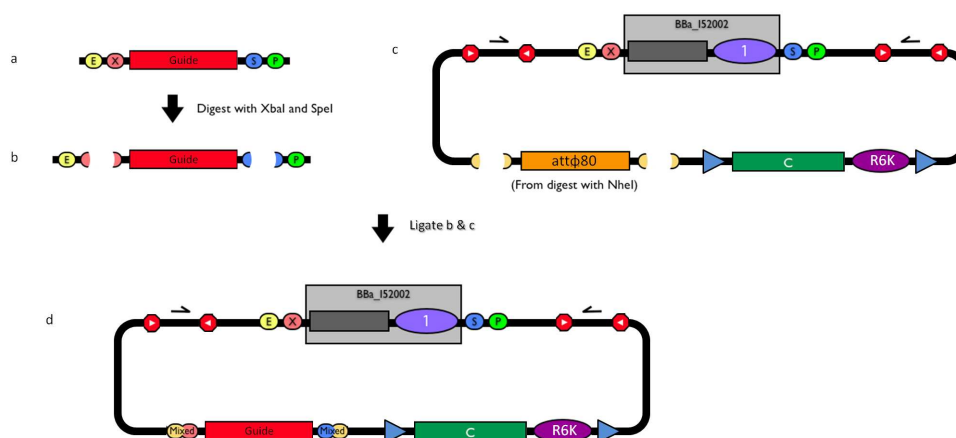 a
E X Guide S P
Digest with XbaI and SpeI
b
E Guide P
c
BBa_I52002
E X 1 S P
attϕ80
(From digest with NheI)
C R6K
Ligate b & c
d
BBa_I52002
E X 1 S P
Mixed Guide Mixed C R6K